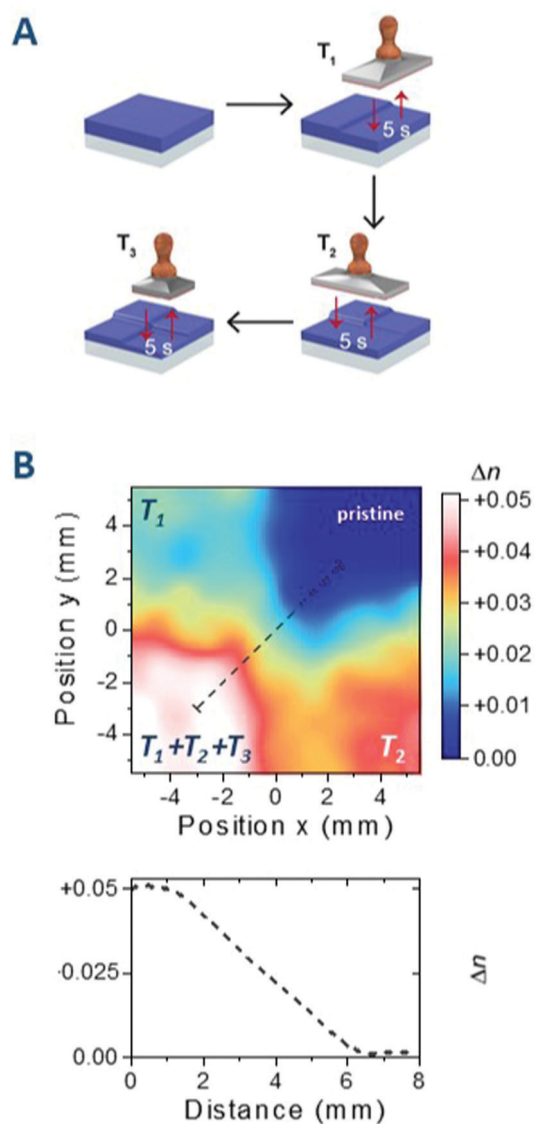 A
T1
5 s
T3
T2
5 s
5 s
B
Δn
T1
pristine
+0.05
4
+0.04
2
+0.03
0
+0.02
-2
+0.01
-4
T1+T2+T3
T2
0.00
Position y (mm)
-4 -2 0 2 4
Position x (mm)
+0.05
·0.025
0.00
Δn
0 2 4 6 8
Distance (mm)